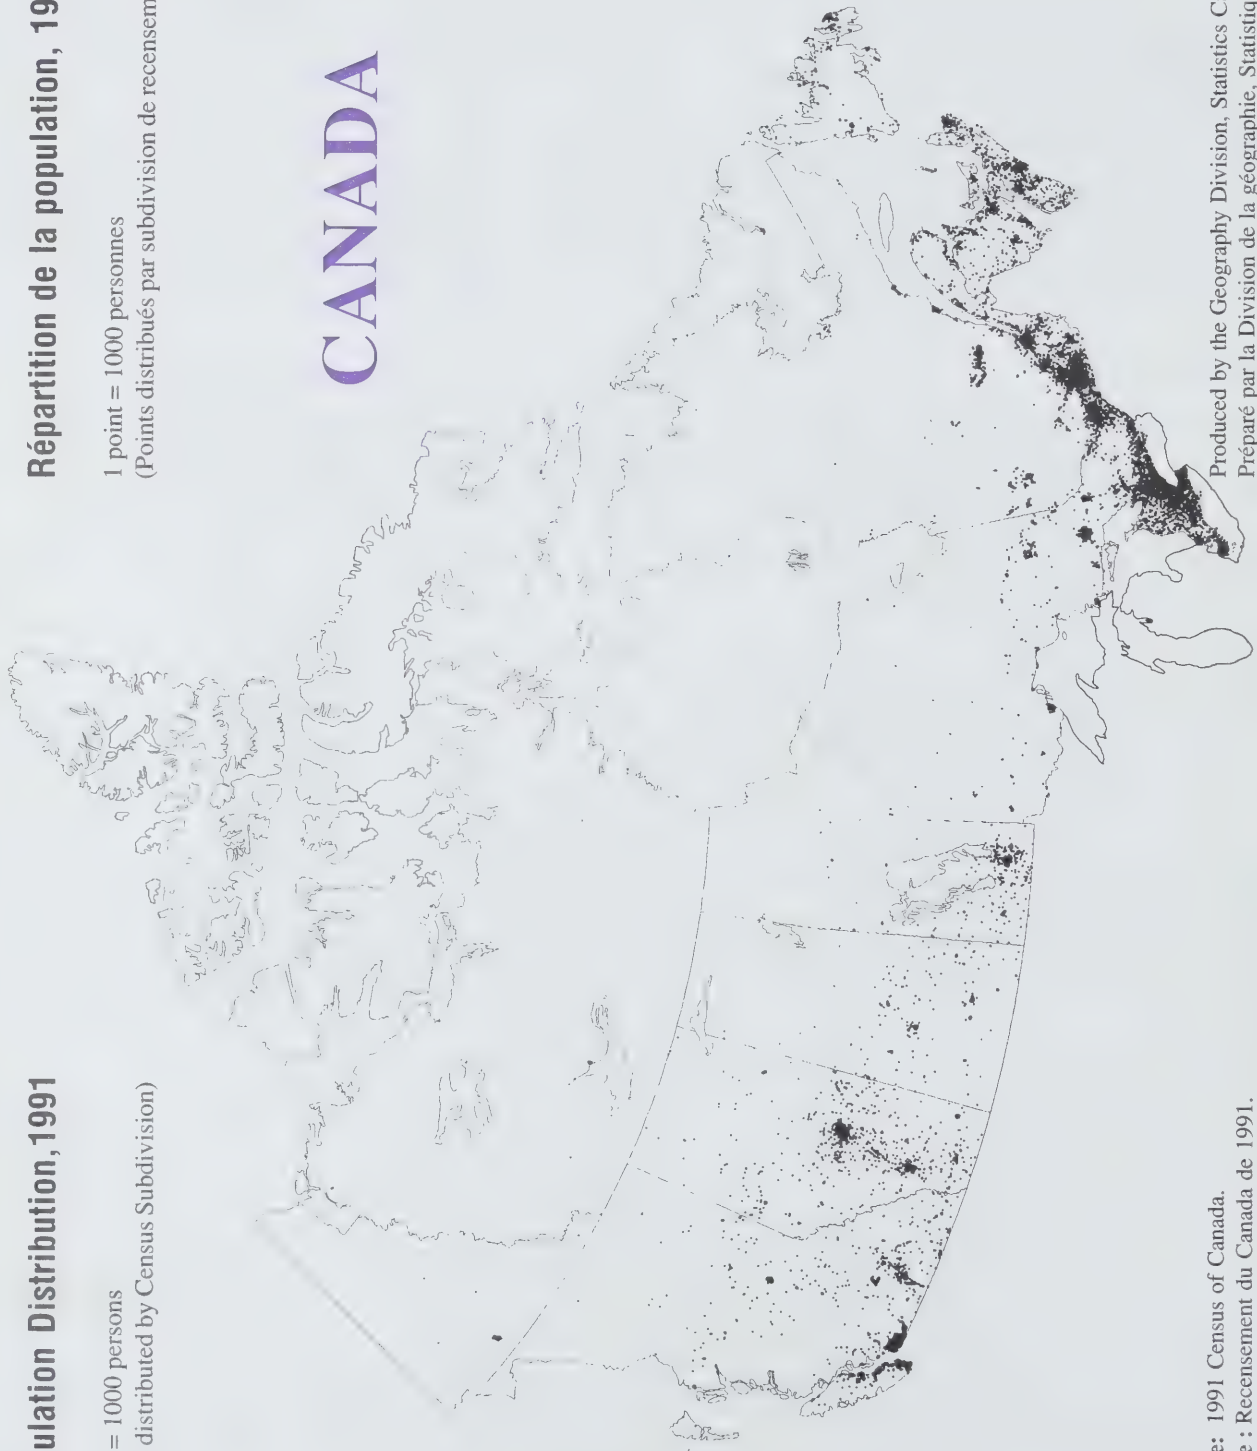 ulation Distribution, 1991
= 1000 persons
distributed by Census Subdivision)
Répartition de la population, 19
1 point = 1000 personnes
(Points distribués par subdivision de recensem
CANADA
e: 1991 Census of Canada.
e : Recensement du Canada de 1991.
Produced by the Geography Division, Statistics C
Préparé par la Division de la géographie, Statistiq